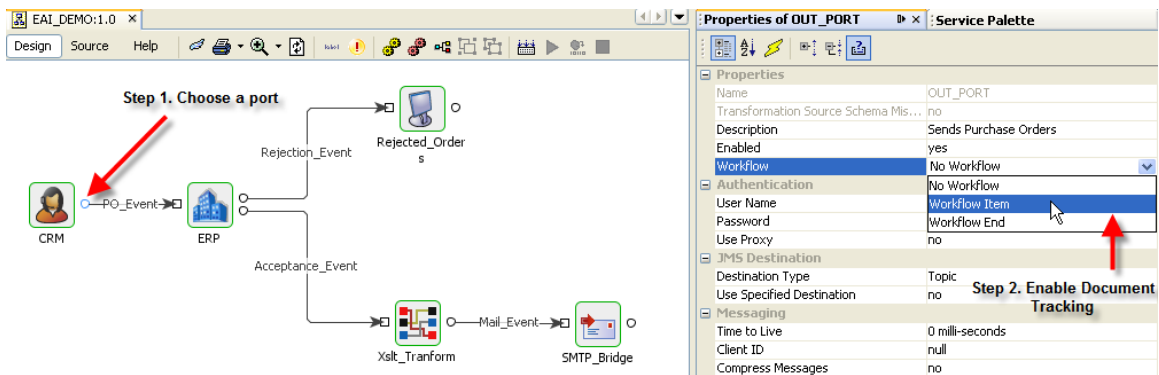 EAI_DEMO:1.0
Design Source Help
Step 1. Choose a port
Rejected_Order
s
Rejection_Event
PO_Event
CRM
ERP
Acceptance_Event
Mail_Event
Xslt_Tranform
SMTP_Bridge
Properties of OUT_PORT
Service Palette
Properties
Name OUT_PORT
Transformation Source Schema Mis... no
Description Sends Purchase Orders
Enabled yes
Workflow No Workflow
No Workflow
Workflow Item
Workflow End
Authentication
User Name
Password
Use Proxy no
JMS Destination
Destination Type Topic
Use Specified Destination no
Step 2. Enable Document
Tracking
Messaging
Time to Live 0 milli-seconds
Client ID null
Compress Messages no